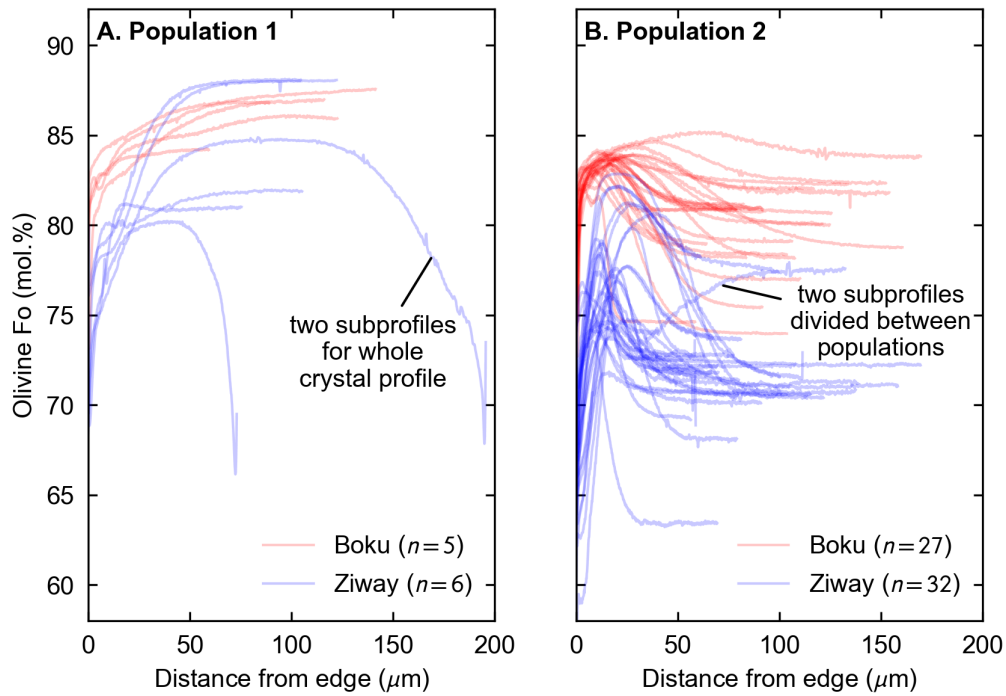 A. Population 1
B. Population 2
Olivine Fo (mol.%)
90
85
80
75
70
65
60
two subprofiles
for whole
crystal profile
two subprofiles
divided between
populations
Boku (n=5)
Ziway (n=6)
Boku (n=27)
Ziway (n=32)
0 50 100 150 200
0 50 100 150 200
Distance from edge (μm)
Distance from edge (μm)